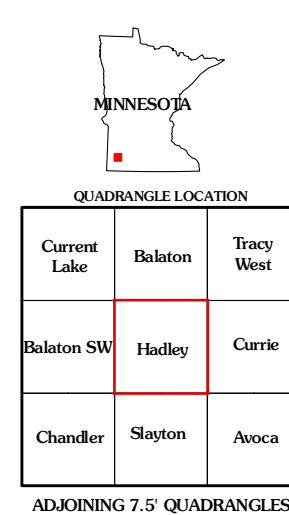 MINNESOTA
QUADRANGLE LOCATION
Current
Lake
Balaton
Tracy
West
Balaton SW
Hadley
Currie
Chandler
Slayton
Avoca
ADJOINING 7.5' QUADRANGLES